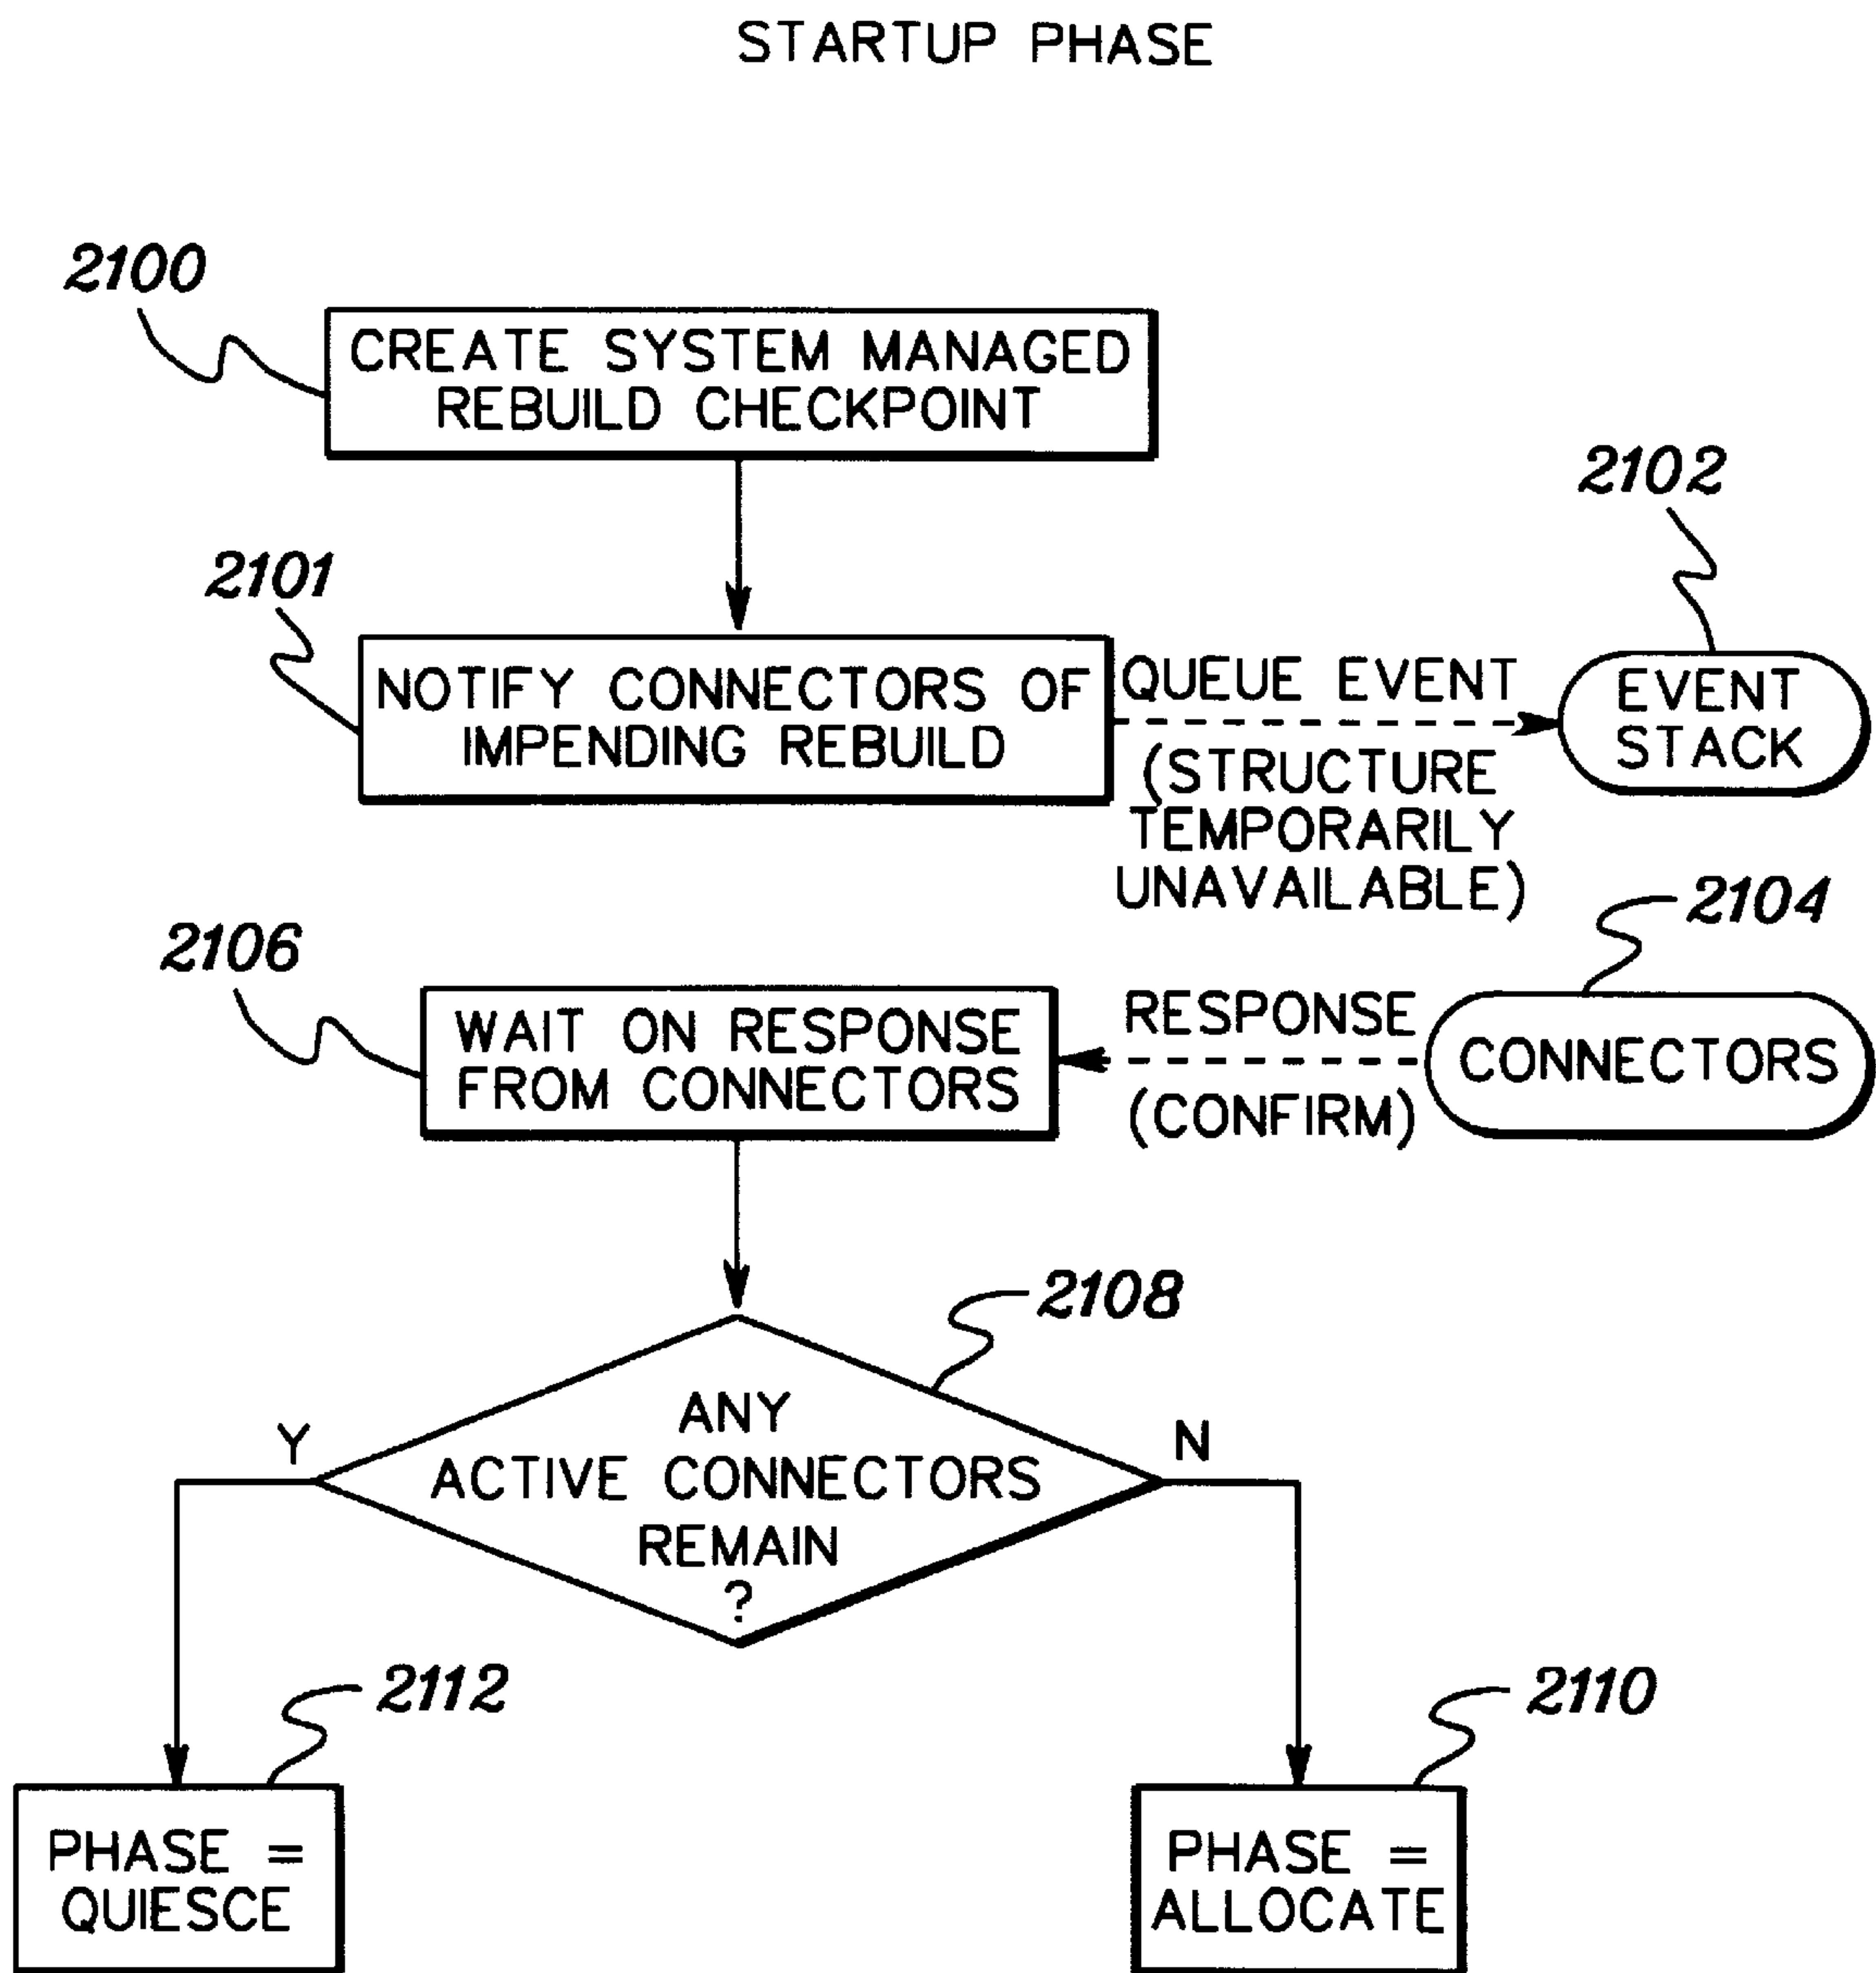 STARTUP PHASE
2100
CREATE SYSTEM MANAGED
REBUILD CHECKPOINT
2102
2101
NOTIFY CONNECTORS OF
IMPENDING REBUILD
QUEUE EVENT
(STRUCTURE
TEMPORARILY
UNAVAILABLE)
EVENT
STACK
2104
2106
WAIT ON RESPONSE
FROM CONNECTORS
RESPONSE
(CONFIRM)
CONNECTORS
2108
ANY
ACTIVE CONNECTORS
REMAIN
?
Y
N
2112
2110
PHASE =
QUIESCE
PHASE =
ALLOCATE